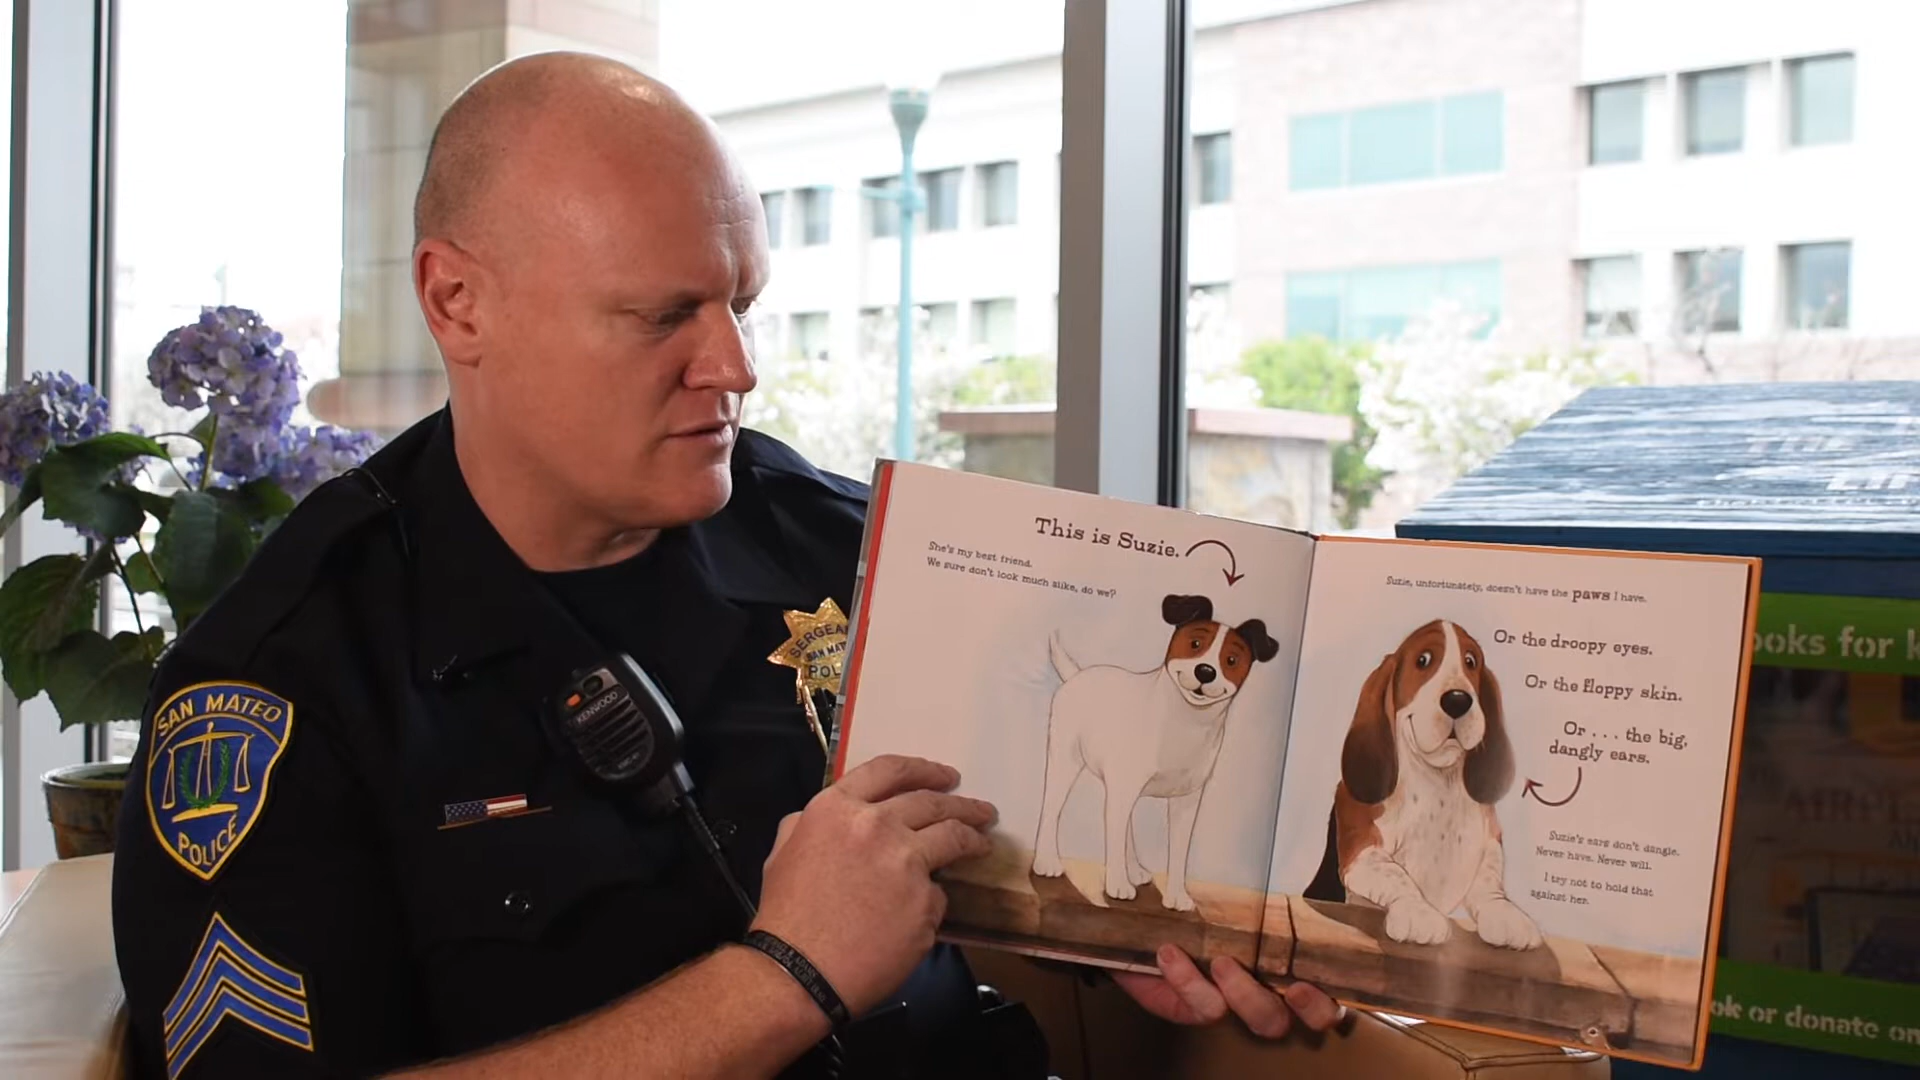 This is Suzie.
She's my best friend.
We sure don't look much alike, do we?
Suzie, unfortunately, doesn't have the paws I have.
Or the droopy eyes.
Or the floppy skin.
Or . . . the big,
dangly ears.
Suzie's ears don't dangle.
Never have. Never will.
I try not to hold that
against her.
SAN MATEO
POLICE
KENWOOD
SERGEA
SAN MAT
POL
ooks for k
ok or donate on